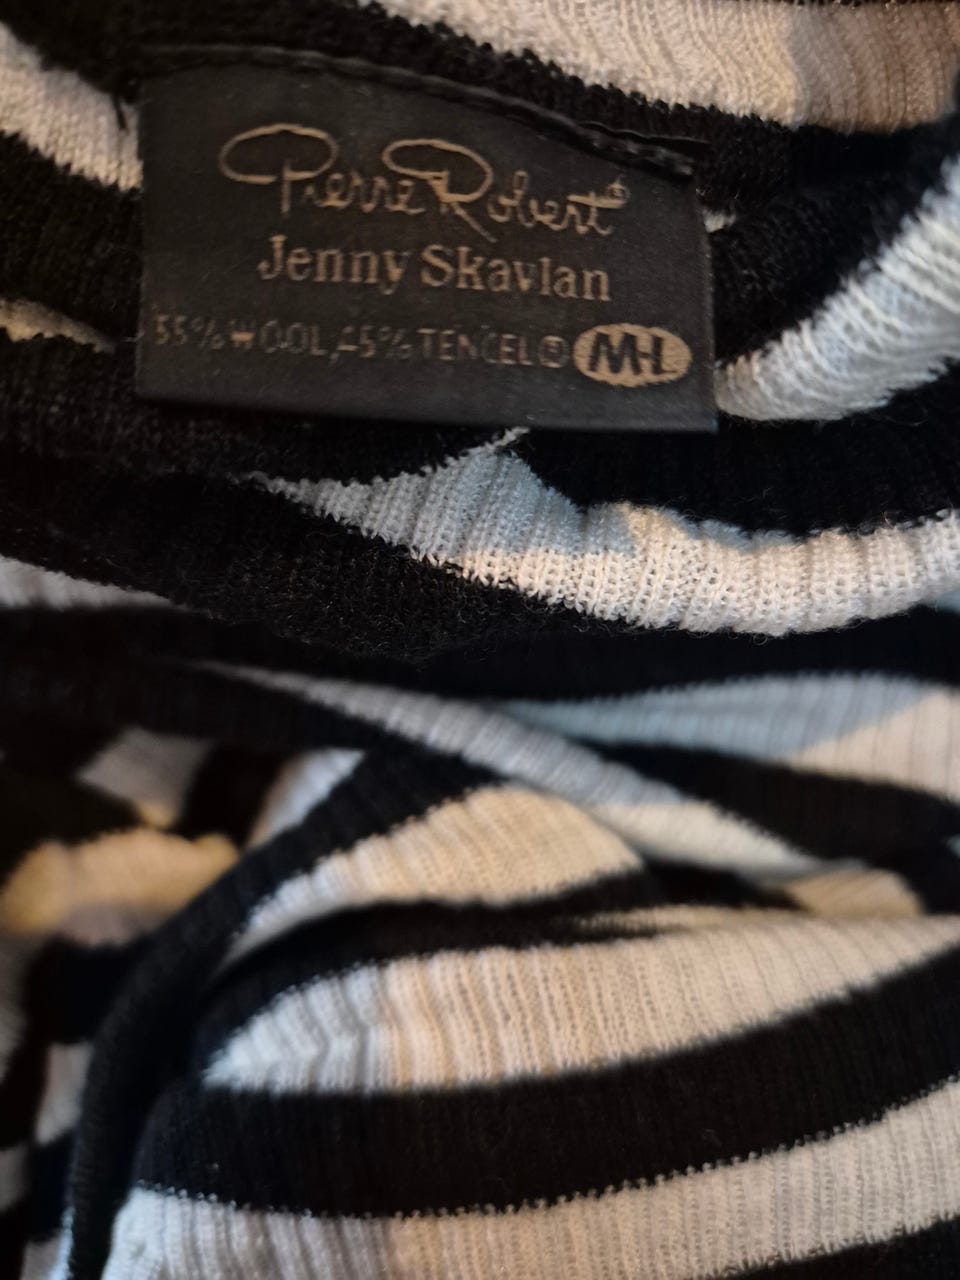 Pierre Robert®
Jenny Skavlan
55% WOOL, 45% TENCEL® M-L